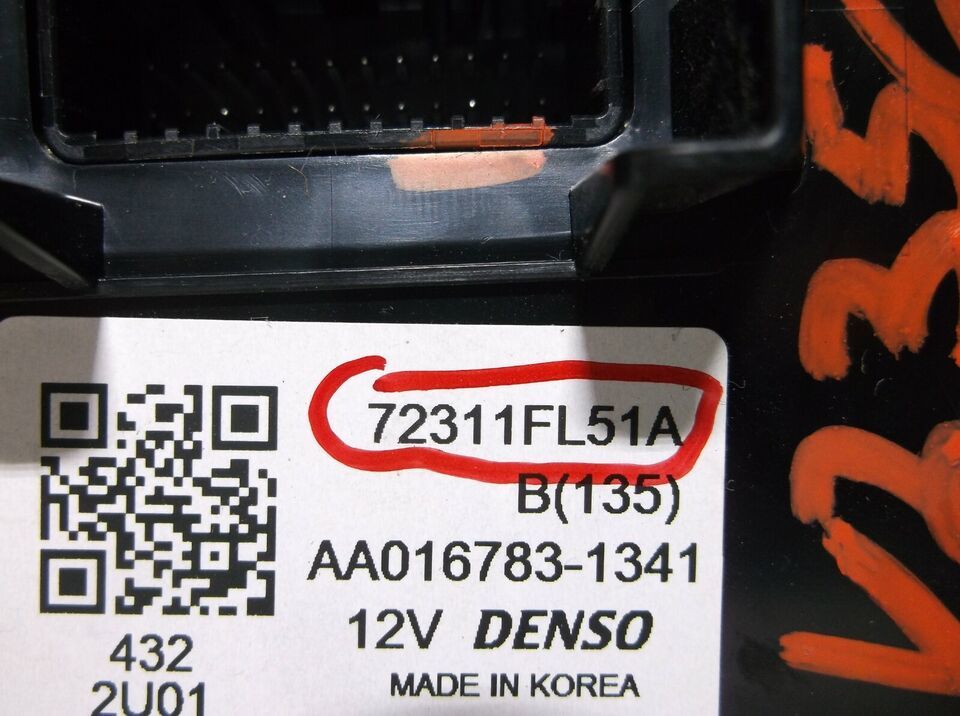 72311FL51A
B(135)
AA016783-1341
12V DENSO
MADE IN KOREA
432
2U01